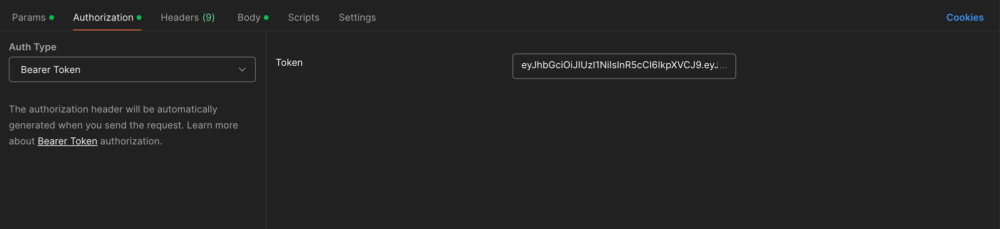 Params Authorization Headers (9) Body Scripts Settings Cookies
Auth Type
Bearer Token
The authorization header will be automatically
generated when you send the request. Learn more
about Bearer Token authorization.
Token
eyJhbGciOiJIUzI1NiIsInR5cCI6IkpXVCJ9.eyJ...